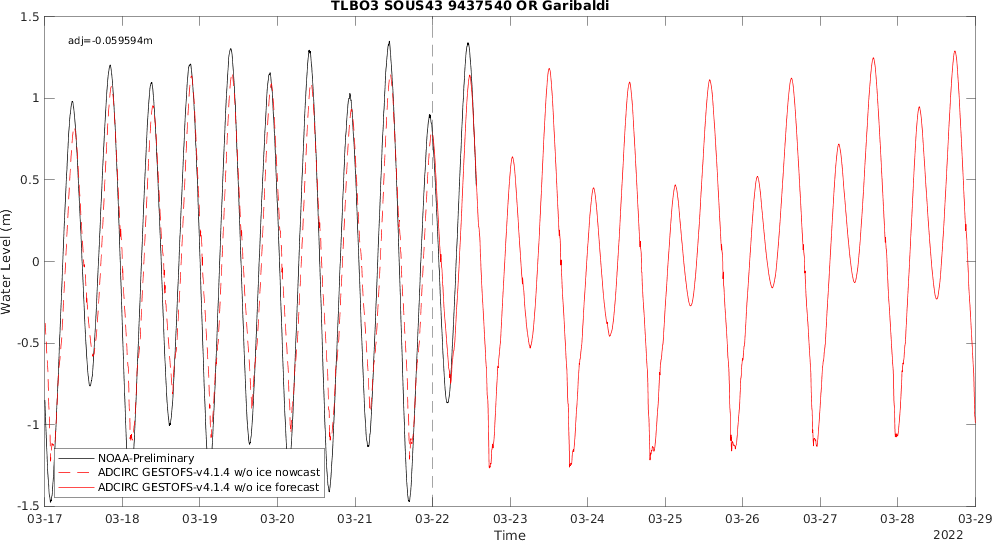 TLBO3 SOUS43 9437540 OR Garibaldi
adj=-0.059594m
1.5
1
0.5
0
-0.5
-1
-1.5
Water Level (m)
NOAA-Preliminary
ADCIRC GESTOFS-v4.1.4 w/o ice nowcast
ADCIRC GESTOFS-v4.1.4 w/o ice forecast
03-17 03-18 03-19 03-20 03-21 03-22 03-23 03-24 03-25 03-26 03-27 03-28 03-29
Time
2022